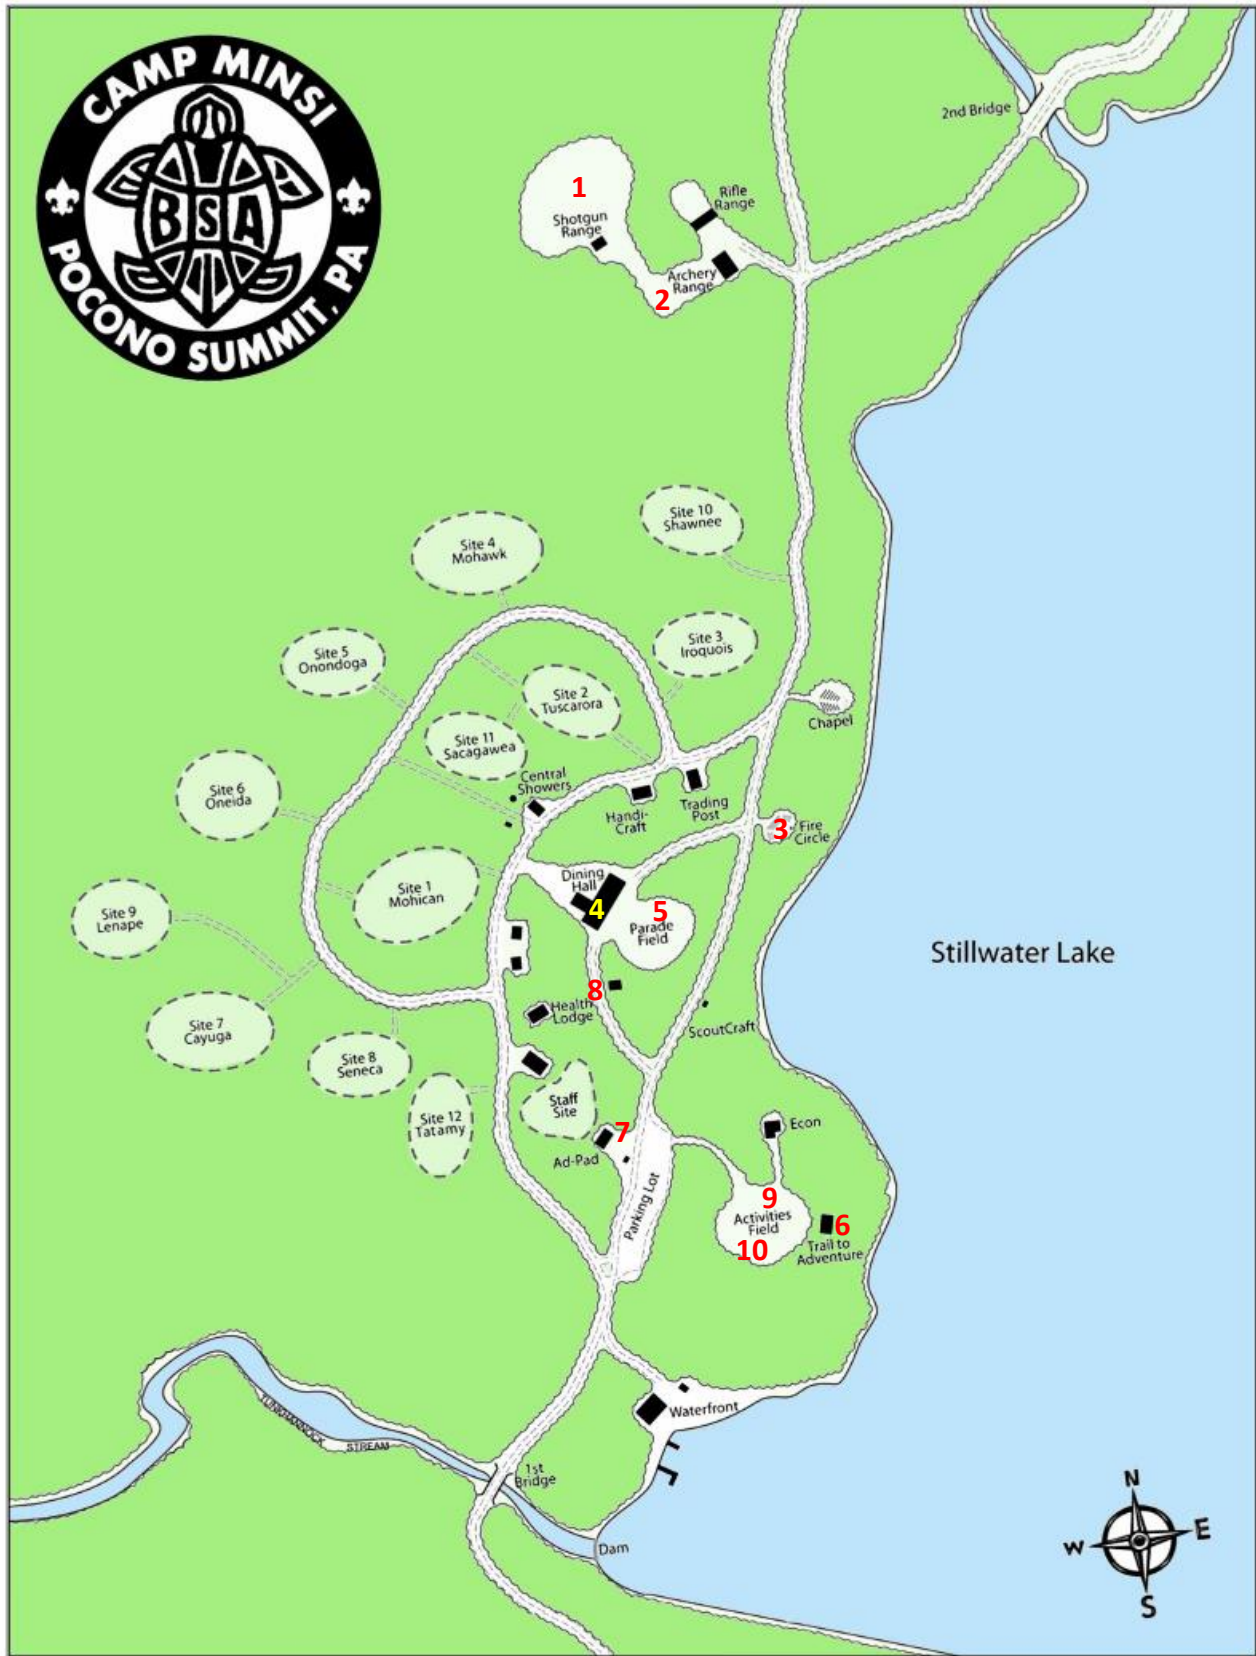 CAMP MINSI
BSA
POCONO SUMMIT, PA
2nd Bridge
1
Shotgun
Range
Rifle
Range
Archery
Range
2
Site 10
Shawnee
Site 4
Mohawk
Site 3
Iroquois
Site 5
Onondoga
Site 2
Tuscarora
Site 11
Sacagawea
Chapel
Site 6
Oneida
Central
Showers
Handi-
Craft
Trading
Post
3
Fire
Circle
Dining
Hall
4
5
Parade
Field
Site 1
Mohican
Site 9
Lenape
Stillwater Lake
8
Health
Lodge
ScoutCraft
Site 7
Cayuga
Site 8
Seneca
Site 12
Tatamy
Staff
Site
7
Ad-Pad
Econ
Parking Lot
9
Activities
Field
10
6
Trail to
Adventure
Waterfront
TUNKHANNOCK
STREAM
1st
Bridge
Dam
N
W
E
S